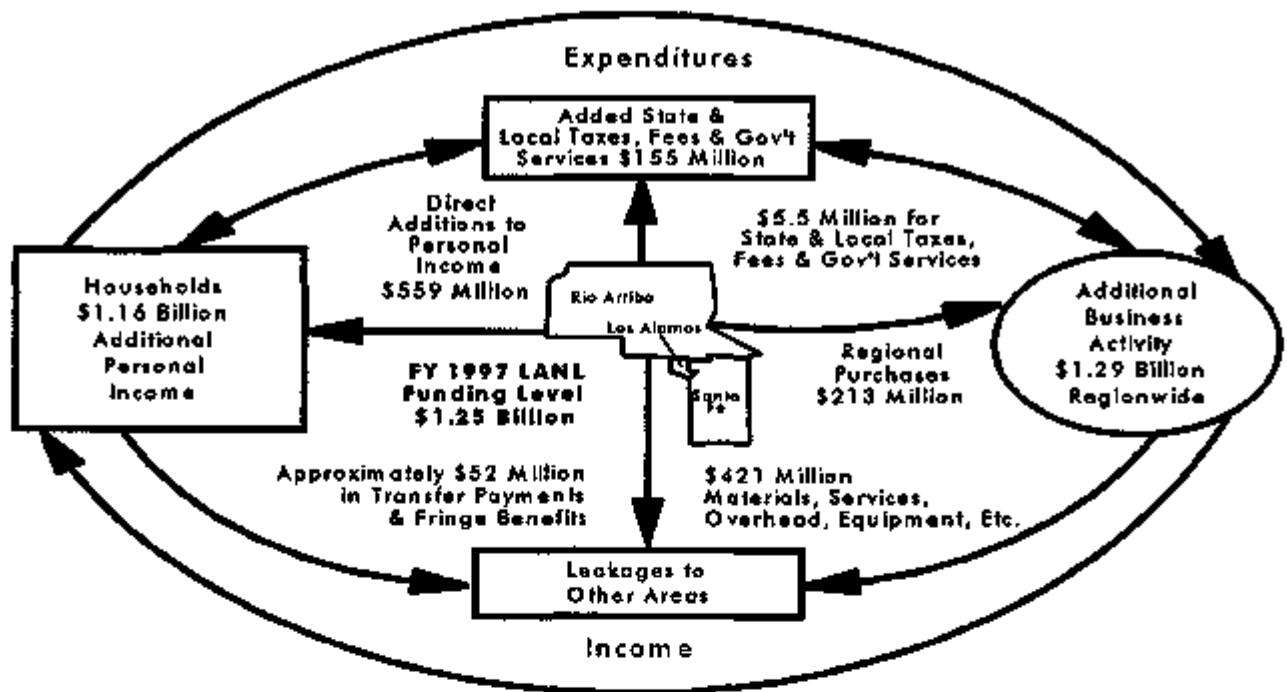 Expenditures
Added State &
Local Taxes, Fees & Gov't
Services $155 Million
Direct
Additions to
Personal
Income
$559 Million
$5.5 Million for
State & Local Taxes,
Fees & Gov't Services
Households
$1.16 Billion
Additional
Personal
Income
Rio Arriba
Los Alamos
Santa
Fe
FY 1997 LANL
Funding Level
$1.25 Billion
Regional
Purchases
$213 Million
Additional
Business
Activity
$1.29 Billion
Regionwide
Approximately $52 Million
in Transfer Payments
& Fringe Benefits
$421 Million
Materials, Services,
Overhead, Equipment, Etc.
Leakages to
Other Areas
Income